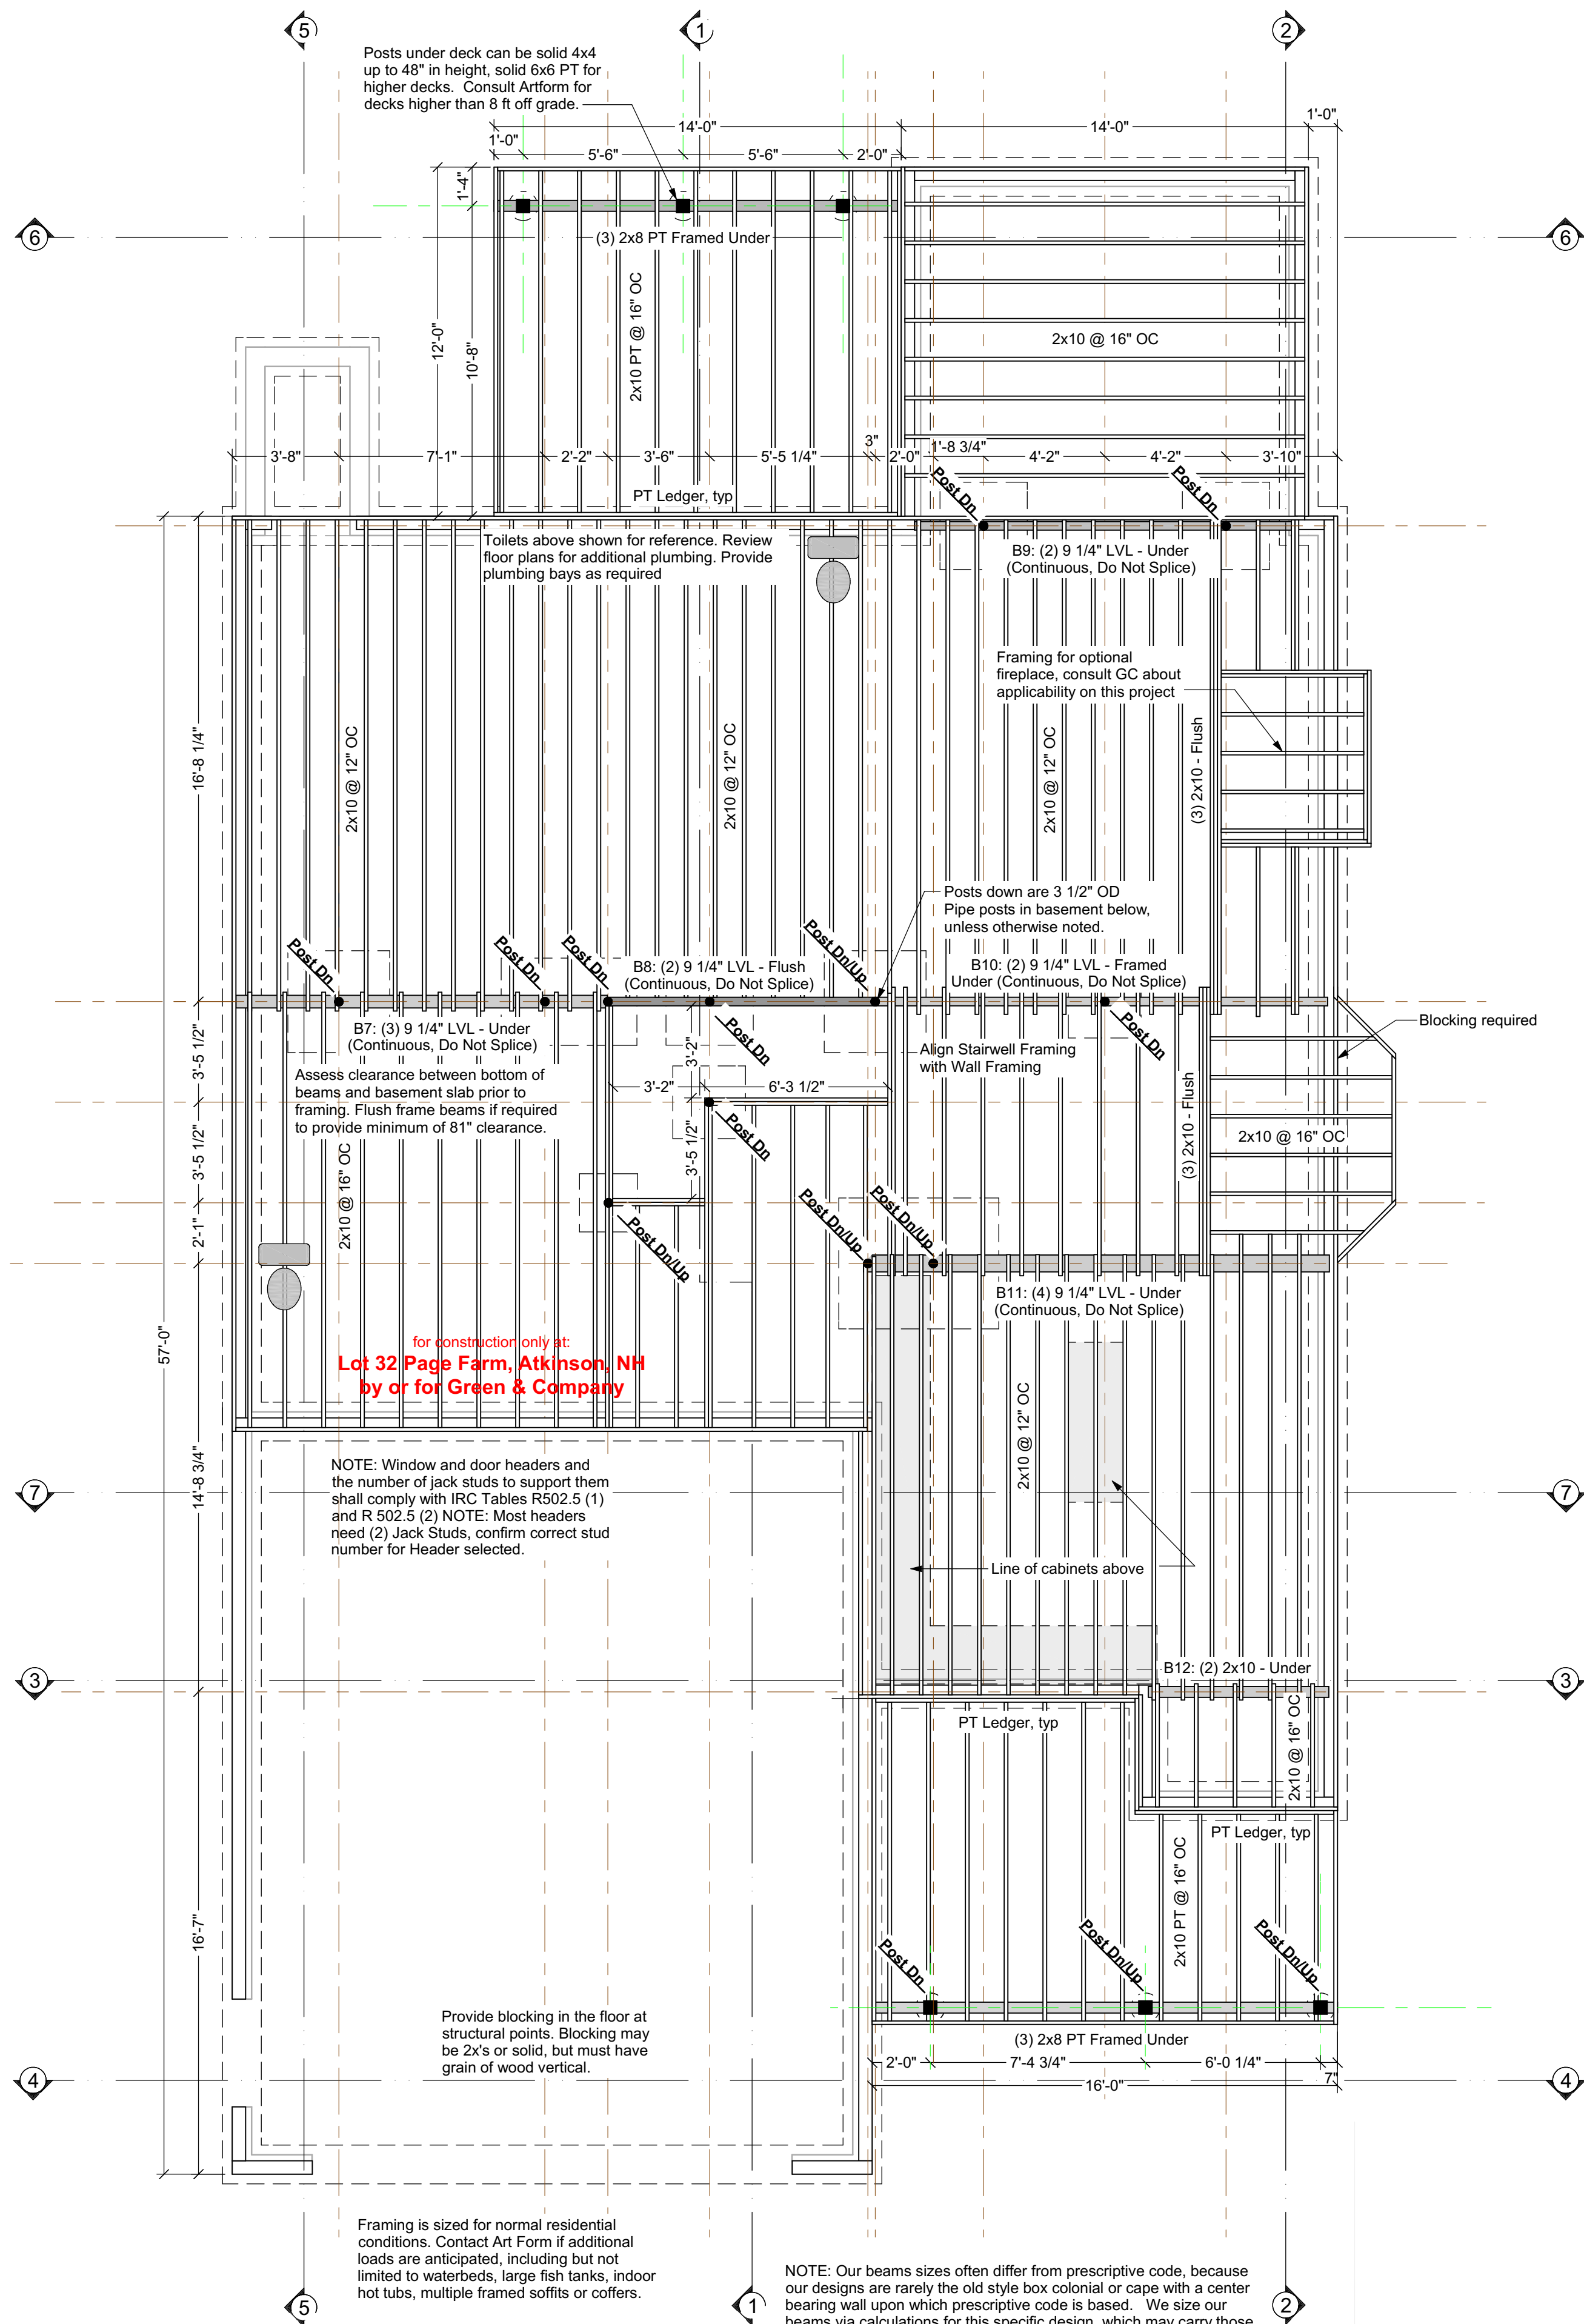 5
1
2
Posts under deck can be solid 4x4
up to 48" in height, solid 6x6 PT for
higher decks.  Consult Artform for
decks higher than 8 ft off grade.
1'-0"
14'-0"
14'-0"
1'-0"
5'-6"
5'-6"
2'-0"
1'-4"
6
6
(3) 2x8 PT Framed Under
12'-0"
10'-8"
2x10 PT @ 16" OC
2x10 @ 16" OC
3'-8"
7'-1"
2'-2"
3'-6"
5'-5 1/4"
3"
2'-0"
1'-8 3/4"
4'-2"
4'-2"
3'-10"
PT Ledger, typ
Post Dn
Post Dn
Toilets above shown for reference. Review
floor plans for additional plumbing. Provide
plumbing bays as required
B9: (2) 9 1/4" LVL - Under
(Continuous, Do Not Splice)
Framing for optional
fireplace, consult GC about
applicability on this project
16'-8 1/4"
2x10 @ 12" OC
2x10 @ 12" OC
2x10 @ 12" OC
(3) 2x10 - Flush
Posts down are 3 1/2" OD
Pipe posts in basement below,
unless otherwise noted.
Post Dn
Post Dn
Post Dn
Post Dn/Up
B8: (2) 9 1/4" LVL - Flush
(Continuous, Do Not Splice)
B10: (2) 9 1/4" LVL - Framed
Under (Continuous, Do Not Splice)
B7: (3) 9 1/4" LVL - Under
(Continuous, Do Not Splice)
Post Dn
Post Dn
Blocking required
3'-5 1/2"
3'-2"
Align Stairwell Framing
with Wall Framing
Assess clearance between bottom of
beams and basement slab prior to
framing. Flush frame beams if required
to provide minimum of 81" clearance.
3'-2"
6'-3 1/2"
Post Dn
3'-5 1/2"
3'-5 1/2"
(3) 2x10 - Flush
2x10 @ 16" OC
2x10 @ 16" OC
2'-1"
Post Dn/Up
Post Dn/Up
Post Dn/Up
B11: (4) 9 1/4" LVL - Under
(Continuous, Do Not Splice)
57'-0"
for construction only at:
Lot 32 Page Farm, Atkinson, NH
by or for Green & Company
2x10 @ 12" OC
14'-8 3/4"
NOTE: Window and door headers and
the number of jack studs to support them
shall comply with IRC Tables R502.5 (1)
and R 502.5 (2) NOTE: Most headers
need (2) Jack Studs, confirm correct stud
number for Header selected.
7
7
Line of cabinets above
B12: (2) 2x10 - Under
3
3
PT Ledger, typ
2x10 @ 16" OC
PT Ledger, typ
2x10 PT @ 16" OC
16'-7"
Post Dn
Post Dn/Up
Post Dn/Up
Provide blocking in the floor at
structural points. Blocking may
be 2x's or solid, but must have
grain of wood vertical.
(3) 2x8 PT Framed Under
2'-0"
7'-4 3/4"
6'-0 1/4"
7"
16'-0"
4
4
Framing is sized for normal residential
conditions. Contact Art Form if additional
loads are anticipated, including but not
limited to waterbeds, large fish tanks, indoor
hot tubs, multiple framed soffits or coffers.
NOTE: Our beams sizes often differ from prescriptive code, because
our designs are rarely the old style box colonial or cape with a center
bearing wall upon which prescriptive code is based.   We size our
beams via calculations for this specific design, which may carry those
5
1
2